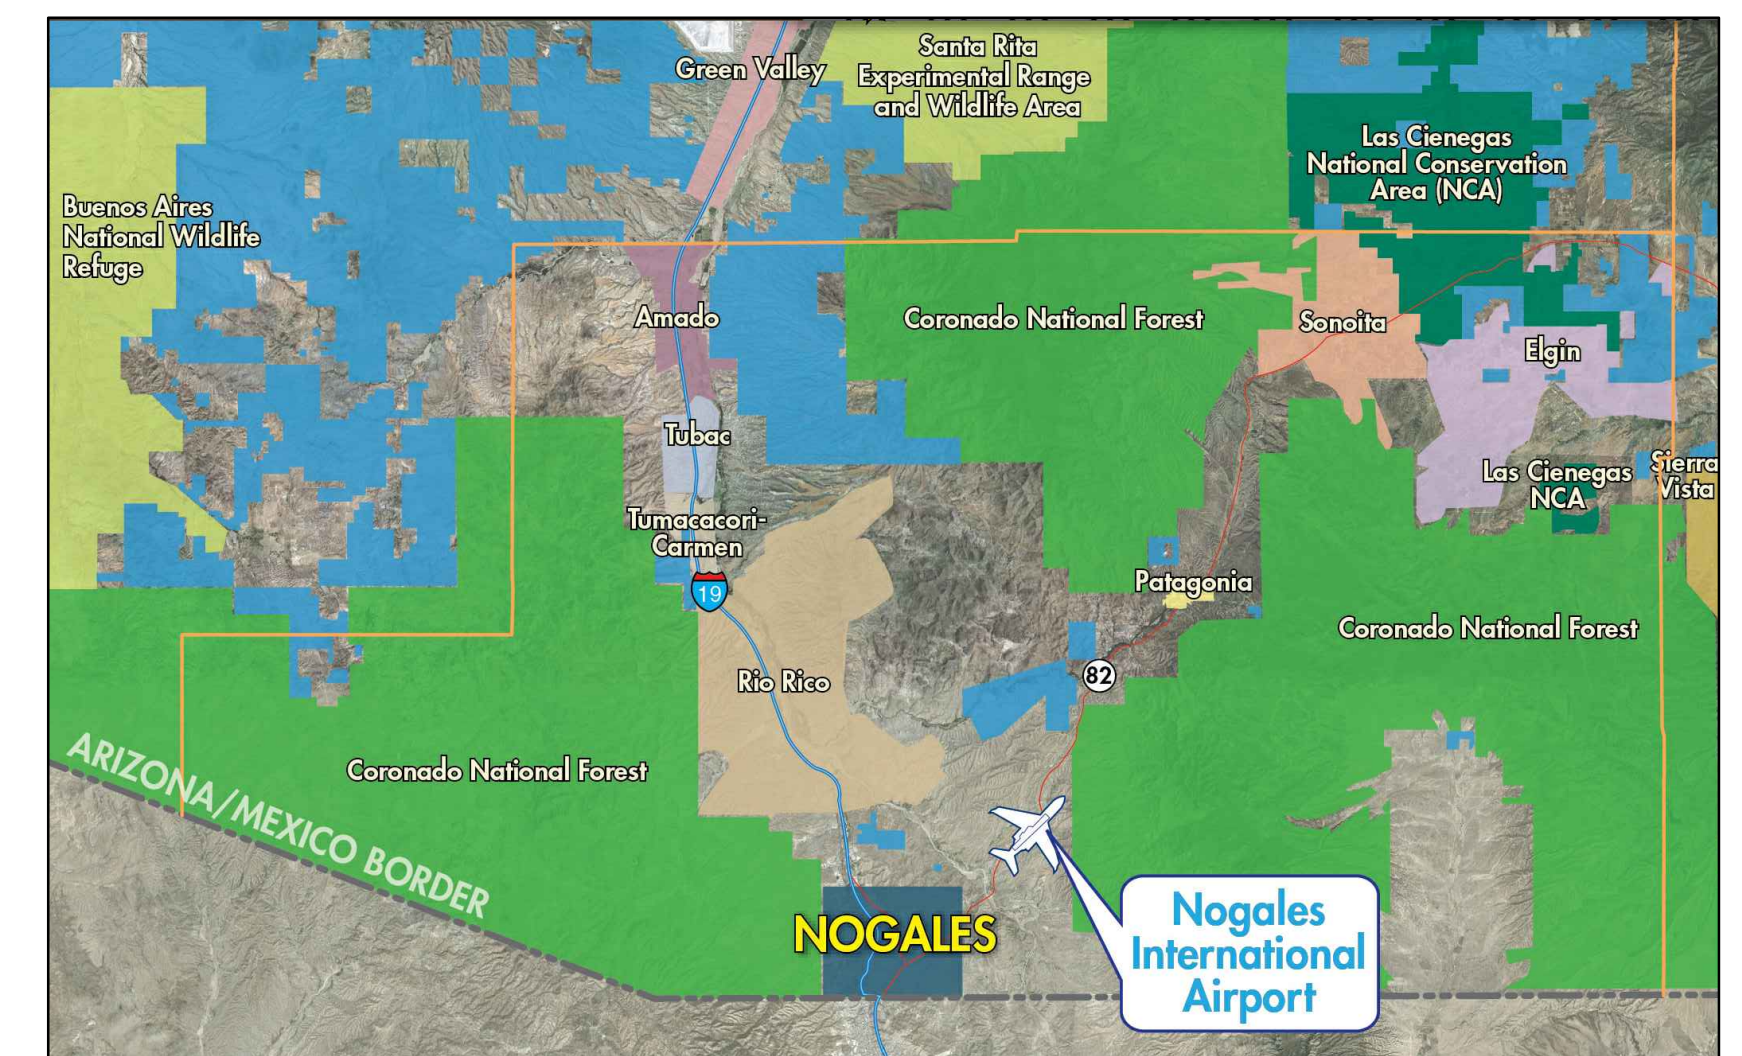 Green Valley
Santa Rita
Experimental Range
and Wildlife Area
Las Cienegas
National Conservation
Area (NCA)
Buenos Aires
National Wildlife
Refuge
Amado
Coronado National Forest
Sonoita
Elgin
Tubac
Las Cienegas
NCA
Sierra
Vista
Tumacacori-
Carmen
19
Patagonia
Coronado National Forest
Rio Rico
82
ARIZONA/MEXICO BORDER
Coronado National Forest
NOGALES
Nogales
International
Airport